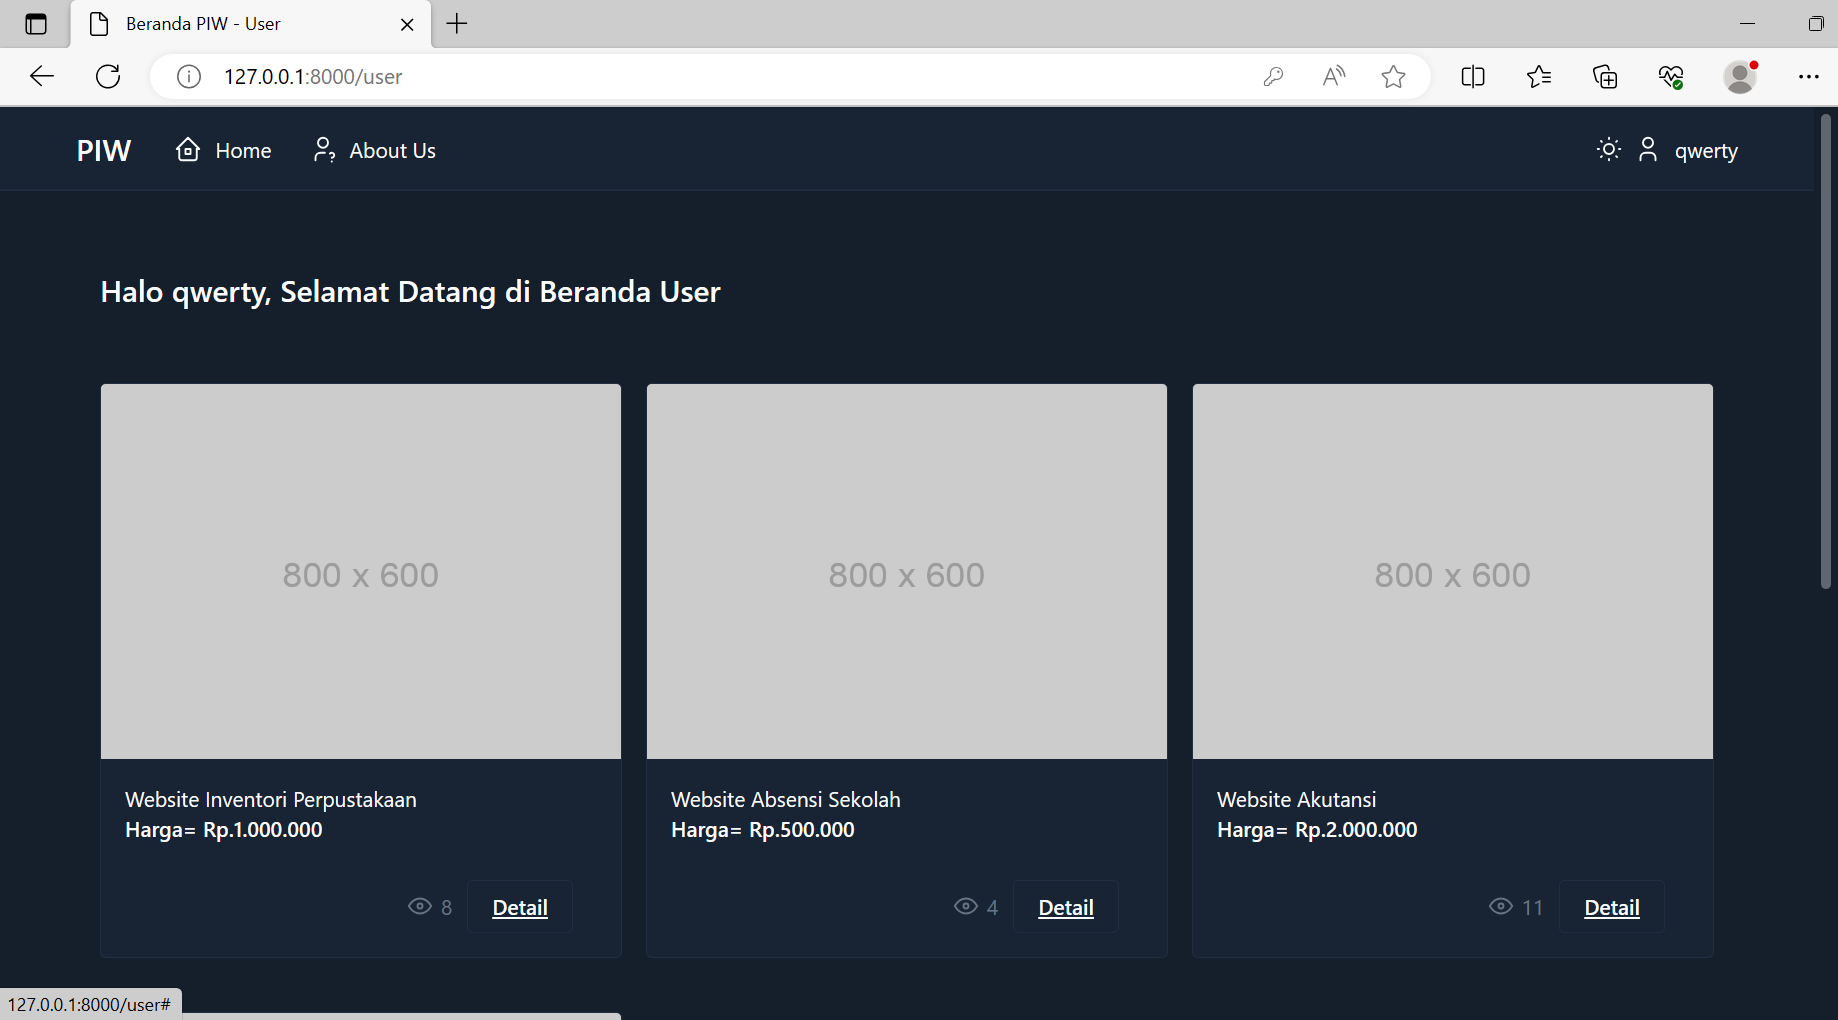 Beranda PIW - User
127.0.0.1:8000/user
PIW Home About Us qwerty
Halo qwerty, Selamat Datang di Beranda User
800 x 600
800 x 600
800 x 600
Website Inventori Perpustakaan
Harga= Rp.1.000.000
8 Detail
Website Absensi Sekolah
Harga= Rp.500.000
4 Detail
Website Akutansi
Harga= Rp.2.000.000
11 Detail
127.0.0.1:8000/user#